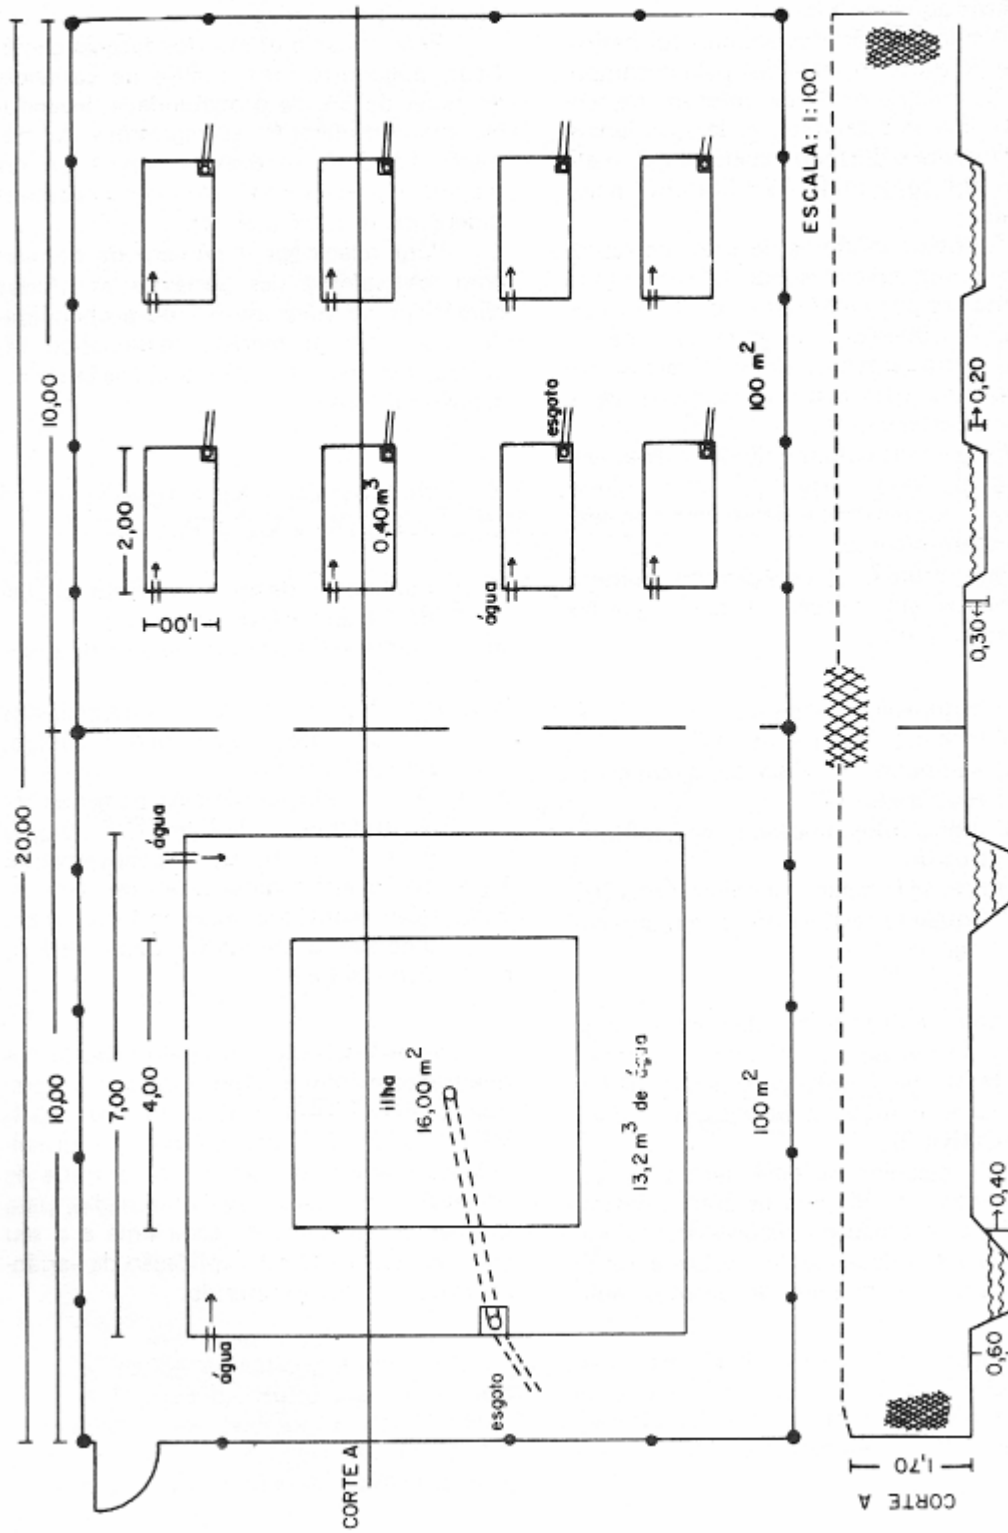 20,00
10,00
10,00
7,00
4,00
2,00
1,00
água
água
ilha
16,00 m²
esgoto
13,2 m³ de água
100 m²
0,40 m³
água
esgoto
100 m²
CORTE A
ESCALA: 1:100
CORTE A
1,70
0,60
0,40
0,30
0,20